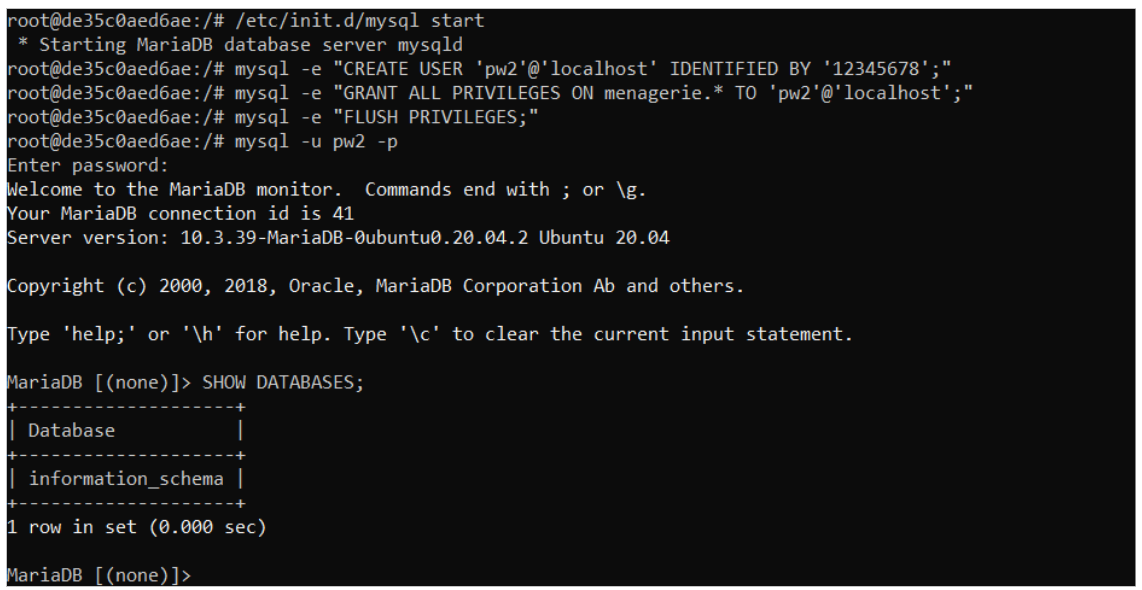 root@de35c0aed6ae:/# /etc/init.d/mysql start
 * Starting MariaDB database server mysqld
root@de35c0aed6ae:/# mysql -e "CREATE USER 'pw2'@'localhost' IDENTIFIED BY '12345678';"
root@de35c0aed6ae:/# mysql -e "GRANT ALL PRIVILEGES ON menagerie.* TO 'pw2'@'localhost';"
root@de35c0aed6ae:/# mysql -e "FLUSH PRIVILEGES;"
root@de35c0aed6ae:/# mysql -u pw2 -p
Enter password:
Welcome to the MariaDB monitor.  Commands end with ; or \g.
Your MariaDB connection id is 41
Server version: 10.3.39-MariaDB-0ubuntu0.20.04.2 Ubuntu 20.04

Copyright (c) 2000, 2018, Oracle, MariaDB Corporation Ab and others.

Type 'help;' or '\h' for help. Type '\c' to clear the current input statement.

MariaDB [(none)]> SHOW DATABASES;
+--------------------+
| Database           |
+--------------------+
| information_schema |
+--------------------+
1 row in set (0.000 sec)

MariaDB [(none)]>